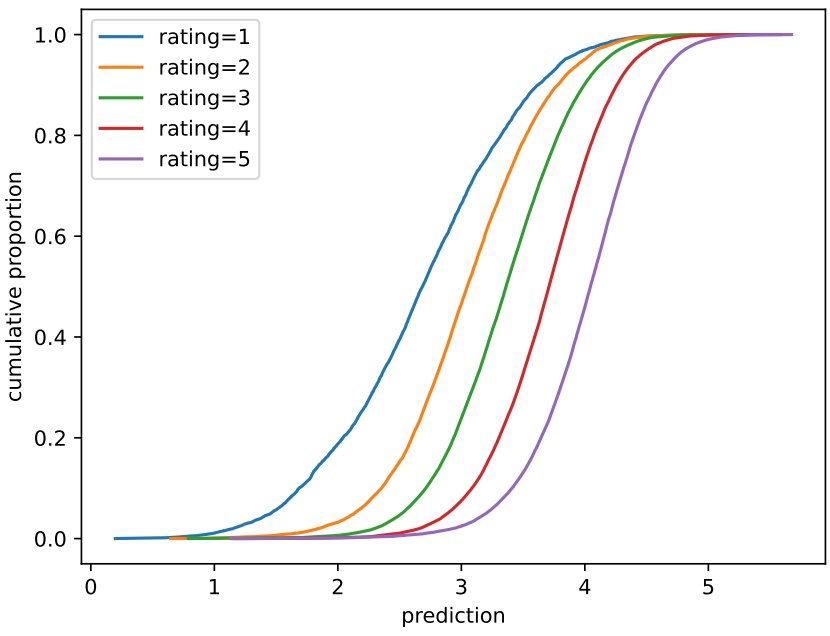 rating=1
rating=2
rating=3
rating=4
rating=5
1.0
0.8
0.6
0.4
0.2
0.0
cumulative proportion
0 1 2 3 4 5
prediction